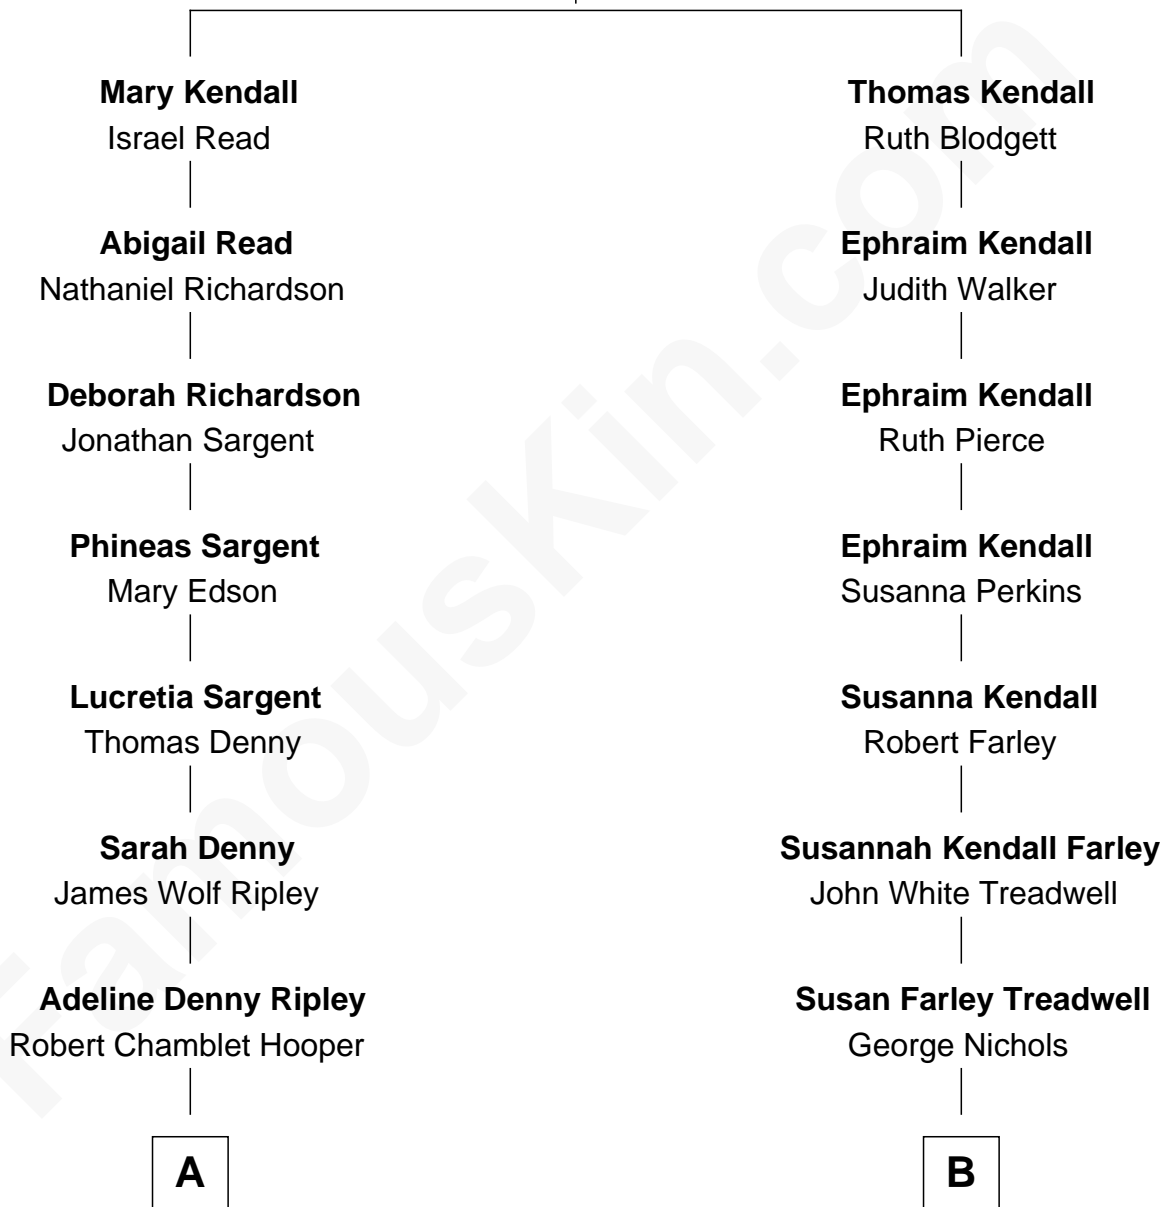 Mary Kendall
Israel Read
Abigail Read
Nathaniel Richardson
Deborah Richardson
Jonathan Sargent
Phineas Sargent
Mary Edson
Lucretia Sargent
Thomas Denny
Sarah Denny
James Wolf Ripley
Adeline Denny Ripley
Robert Chamblet Hooper
A
Thomas Kendall
Ruth Blodgett
Ephraim Kendall
Judith Walker
Ephraim Kendall
Ruth Pierce
Ephraim Kendall
Susanna Perkins
Susanna Kendall
Robert Farley
Susannah Kendall Farley
John White Treadwell
Susan Farley Treadwell
George Nichols
B
FamousKin.com